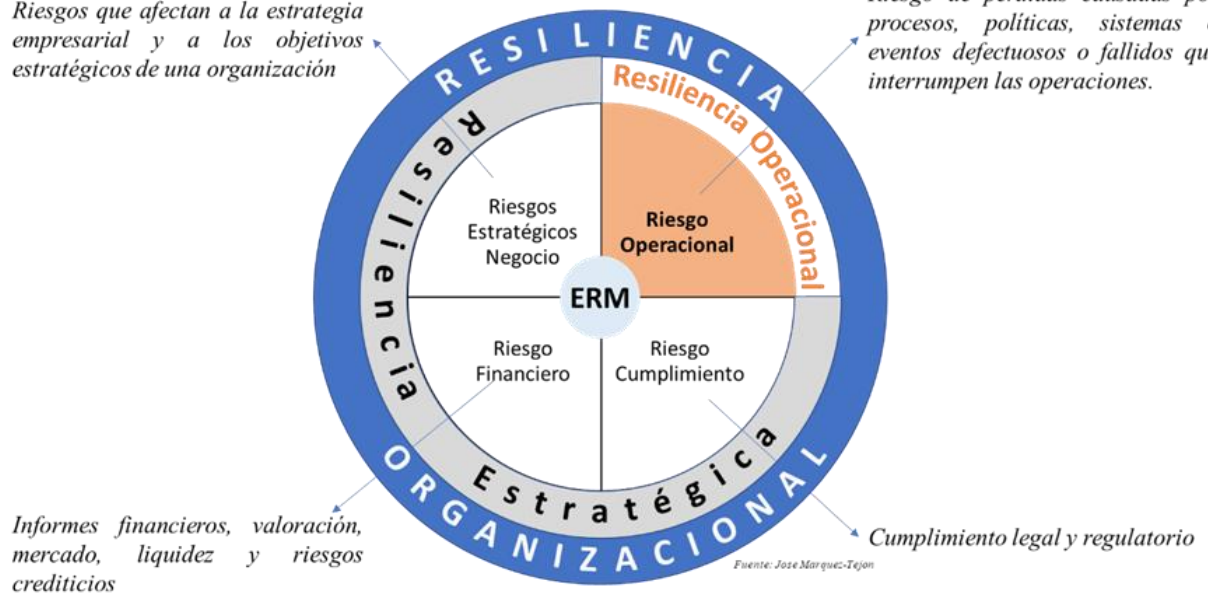 Riesgos que afectan a la estrategia
empresarial y a los objetivos
estratégicos de una organización
procesos, políticas, sistemas
eventos defectuosos o fallidos
interrumpen las operaciones.
RESILIENCIA
ORGANIZACIONAL
Resiliencia
Estratégica
Resiliencia Operacional
Riesgos
Estratégicos
Negocio
Riesgo
Operacional
ERM
Riesgo
Financiero
Riesgo
Cumplimiento
Informes financieros, valoración,
mercado, liquidez y riesgos
crediticios
Cumplimiento legal y regulatorio
Fuente: Jose Marquez-Tejon